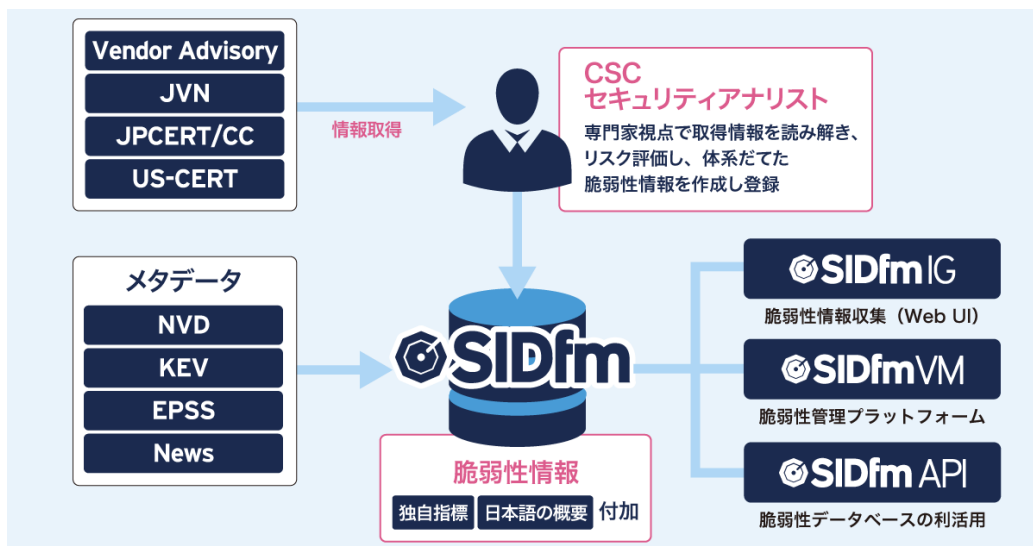 Vendor Advisory
JVN
JPCERT/CC
US-CERT
情報取得
CSC
セキュリティアナリスト
専門家視点で取得情報を読み解き、
リスク評価し、体系だてた
脆弱性情報を作成し登録
メタデータ
NVD
KEV
EPSS
News
SIDfm
脆弱性情報
独自指標 日本語の概要 付加
SIDfm IG
脆弱性情報収集（Web UI）
SIDfm VM
脆弱性管理プラットフォーム
SIDfm API
脆弱性データベースの利活用